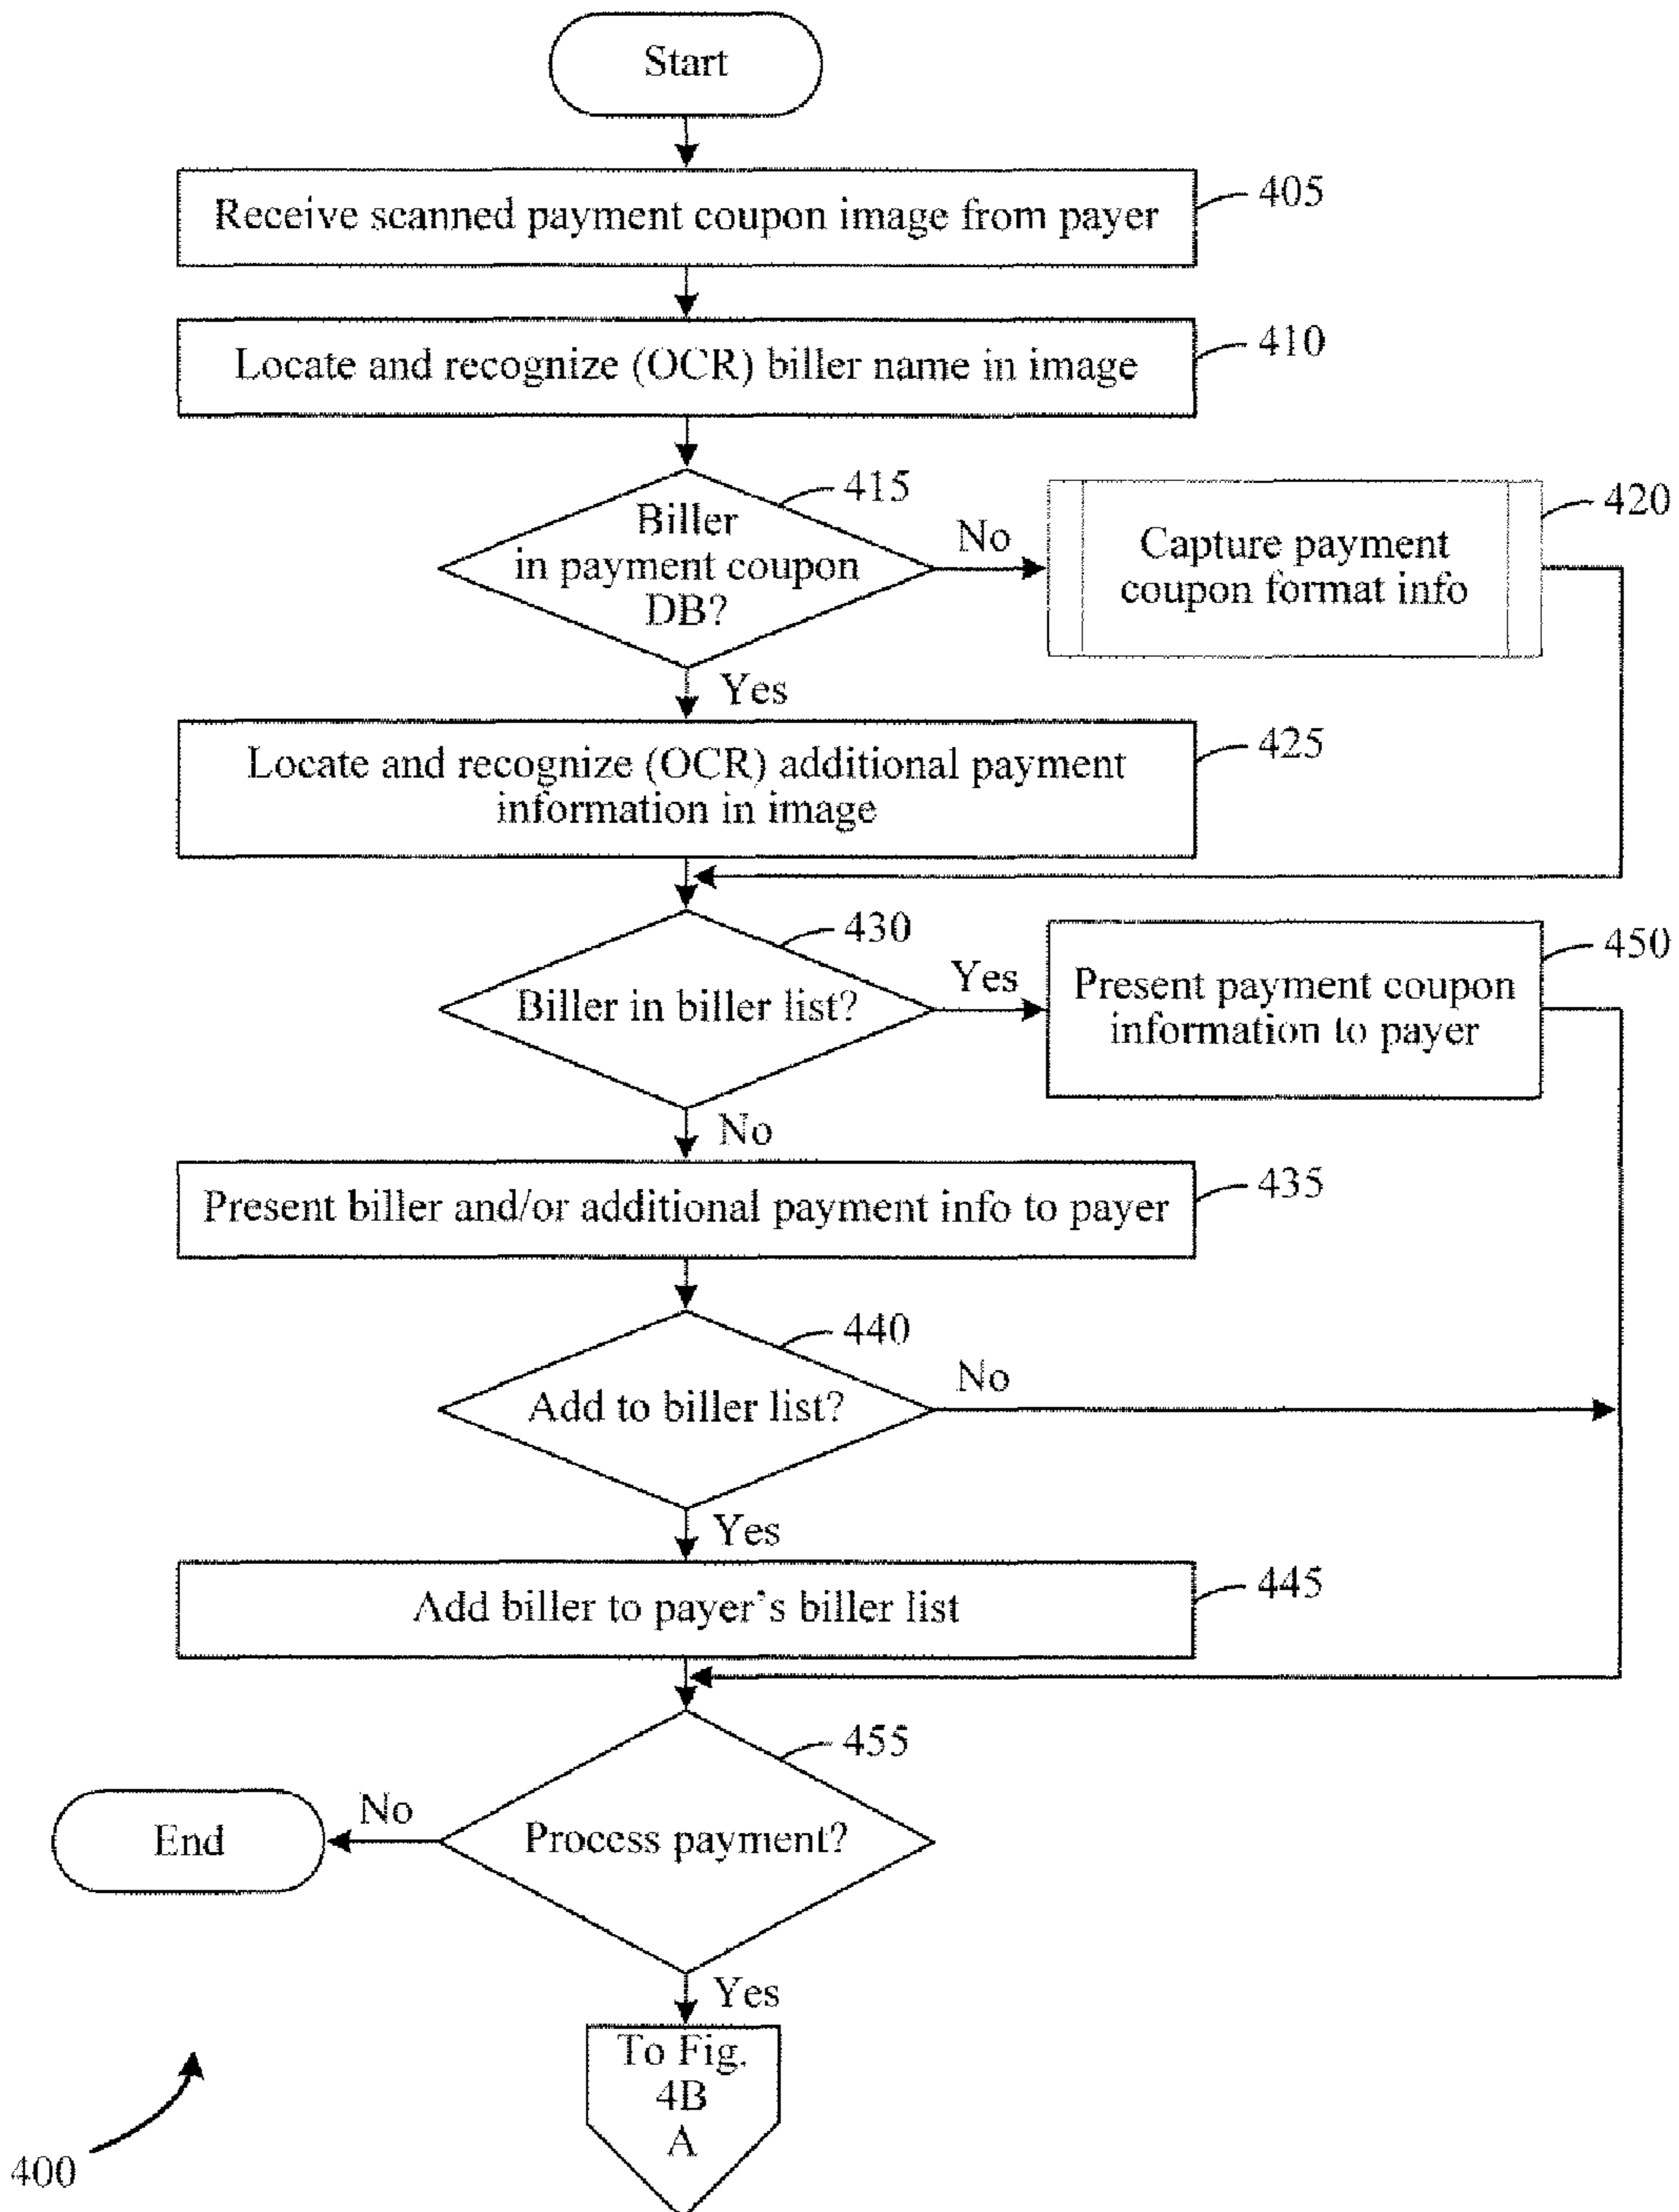 Start
Receive scanned payment coupon image from payer
405
Locate and recognize (OCR) biller name in image
410
415
Biller
in payment coupon
DB?
No
Capture payment
coupon format info
420
Yes
Locate and recognize (OCR) additional payment
information in image
425
430
Biller in biller list?
Yes
Present payment coupon
information to payer
450
No
Present biller and/or additional payment info to payer
435
440
Add to biller list?
No
Yes
Add biller to payer's biller list
445
455
Process payment?
No
End
Yes
To Fig.
4B
A
400